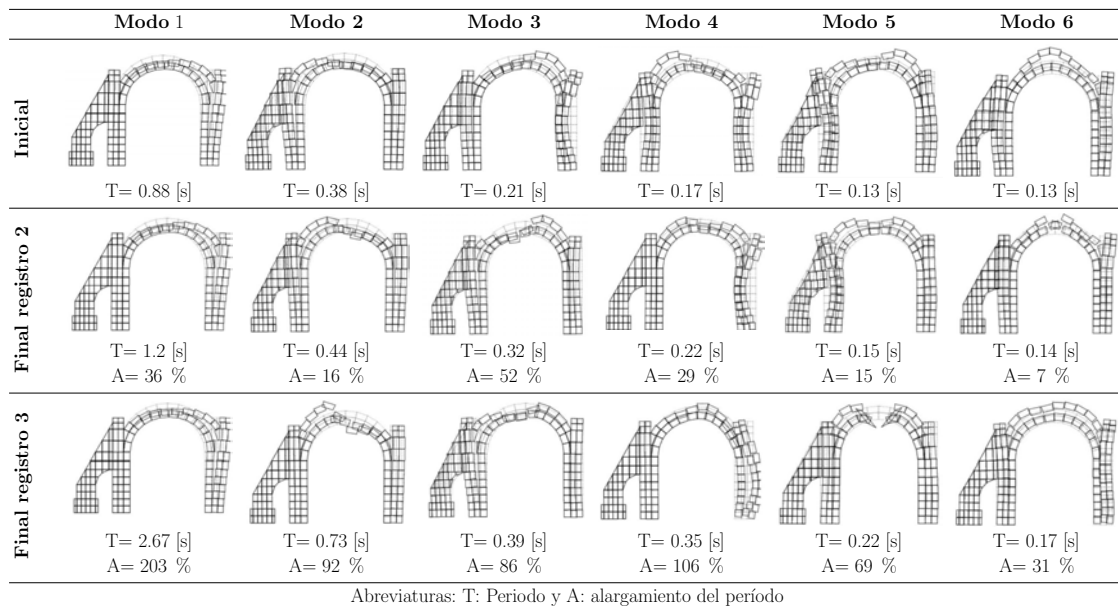 Modo 1 Modo 2 Modo 3 Modo 4 Modo 5 Modo 6
Inicial
T= 0.88 [s] T= 0.38 [s] T= 0.21 [s] T= 0.17 [s] T= 0.13 [s] T= 0.13 [s]
Final registro 2
T= 1.2 [s] T= 0.44 [s] T= 0.32 [s] T= 0.22 [s] T= 0.15 [s] T= 0.14 [s]
A= 36 % A= 16 % A= 52 % A= 29 % A= 15 % A= 7 %
Final registro 3
T= 2.67 [s] T= 0.73 [s] T= 0.39 [s] T= 0.35 [s] T= 0.22 [s] T= 0.17 [s]
A= 203 % A= 92 % A= 86 % A= 106 % A= 69 % A= 31 %
Abreviaturas: T: Periodo y A: alargamiento del período